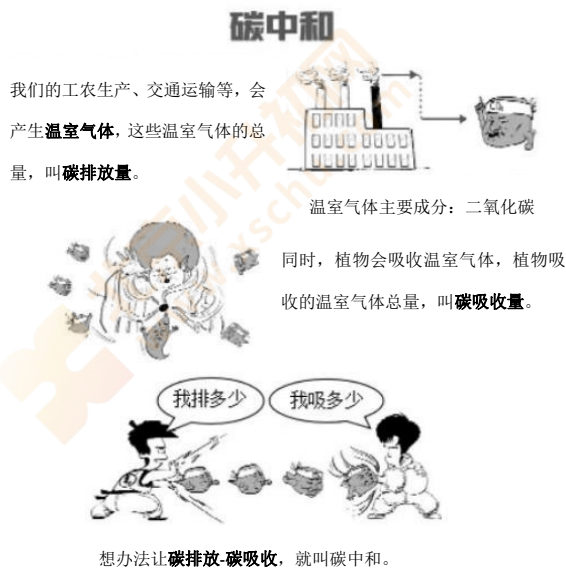 碳中和
我们的工农生产、交通运输等，会
产生温室气体，这些温室气体的总
量，叫碳排放量。
温室气体主要成分：二氧化碳
同时，植物会吸收温室气体，植物吸
收的温室气体总量，叫碳吸收量。
我排多少
我吸多少
想办法让碳排放-碳吸收，就叫碳中和。